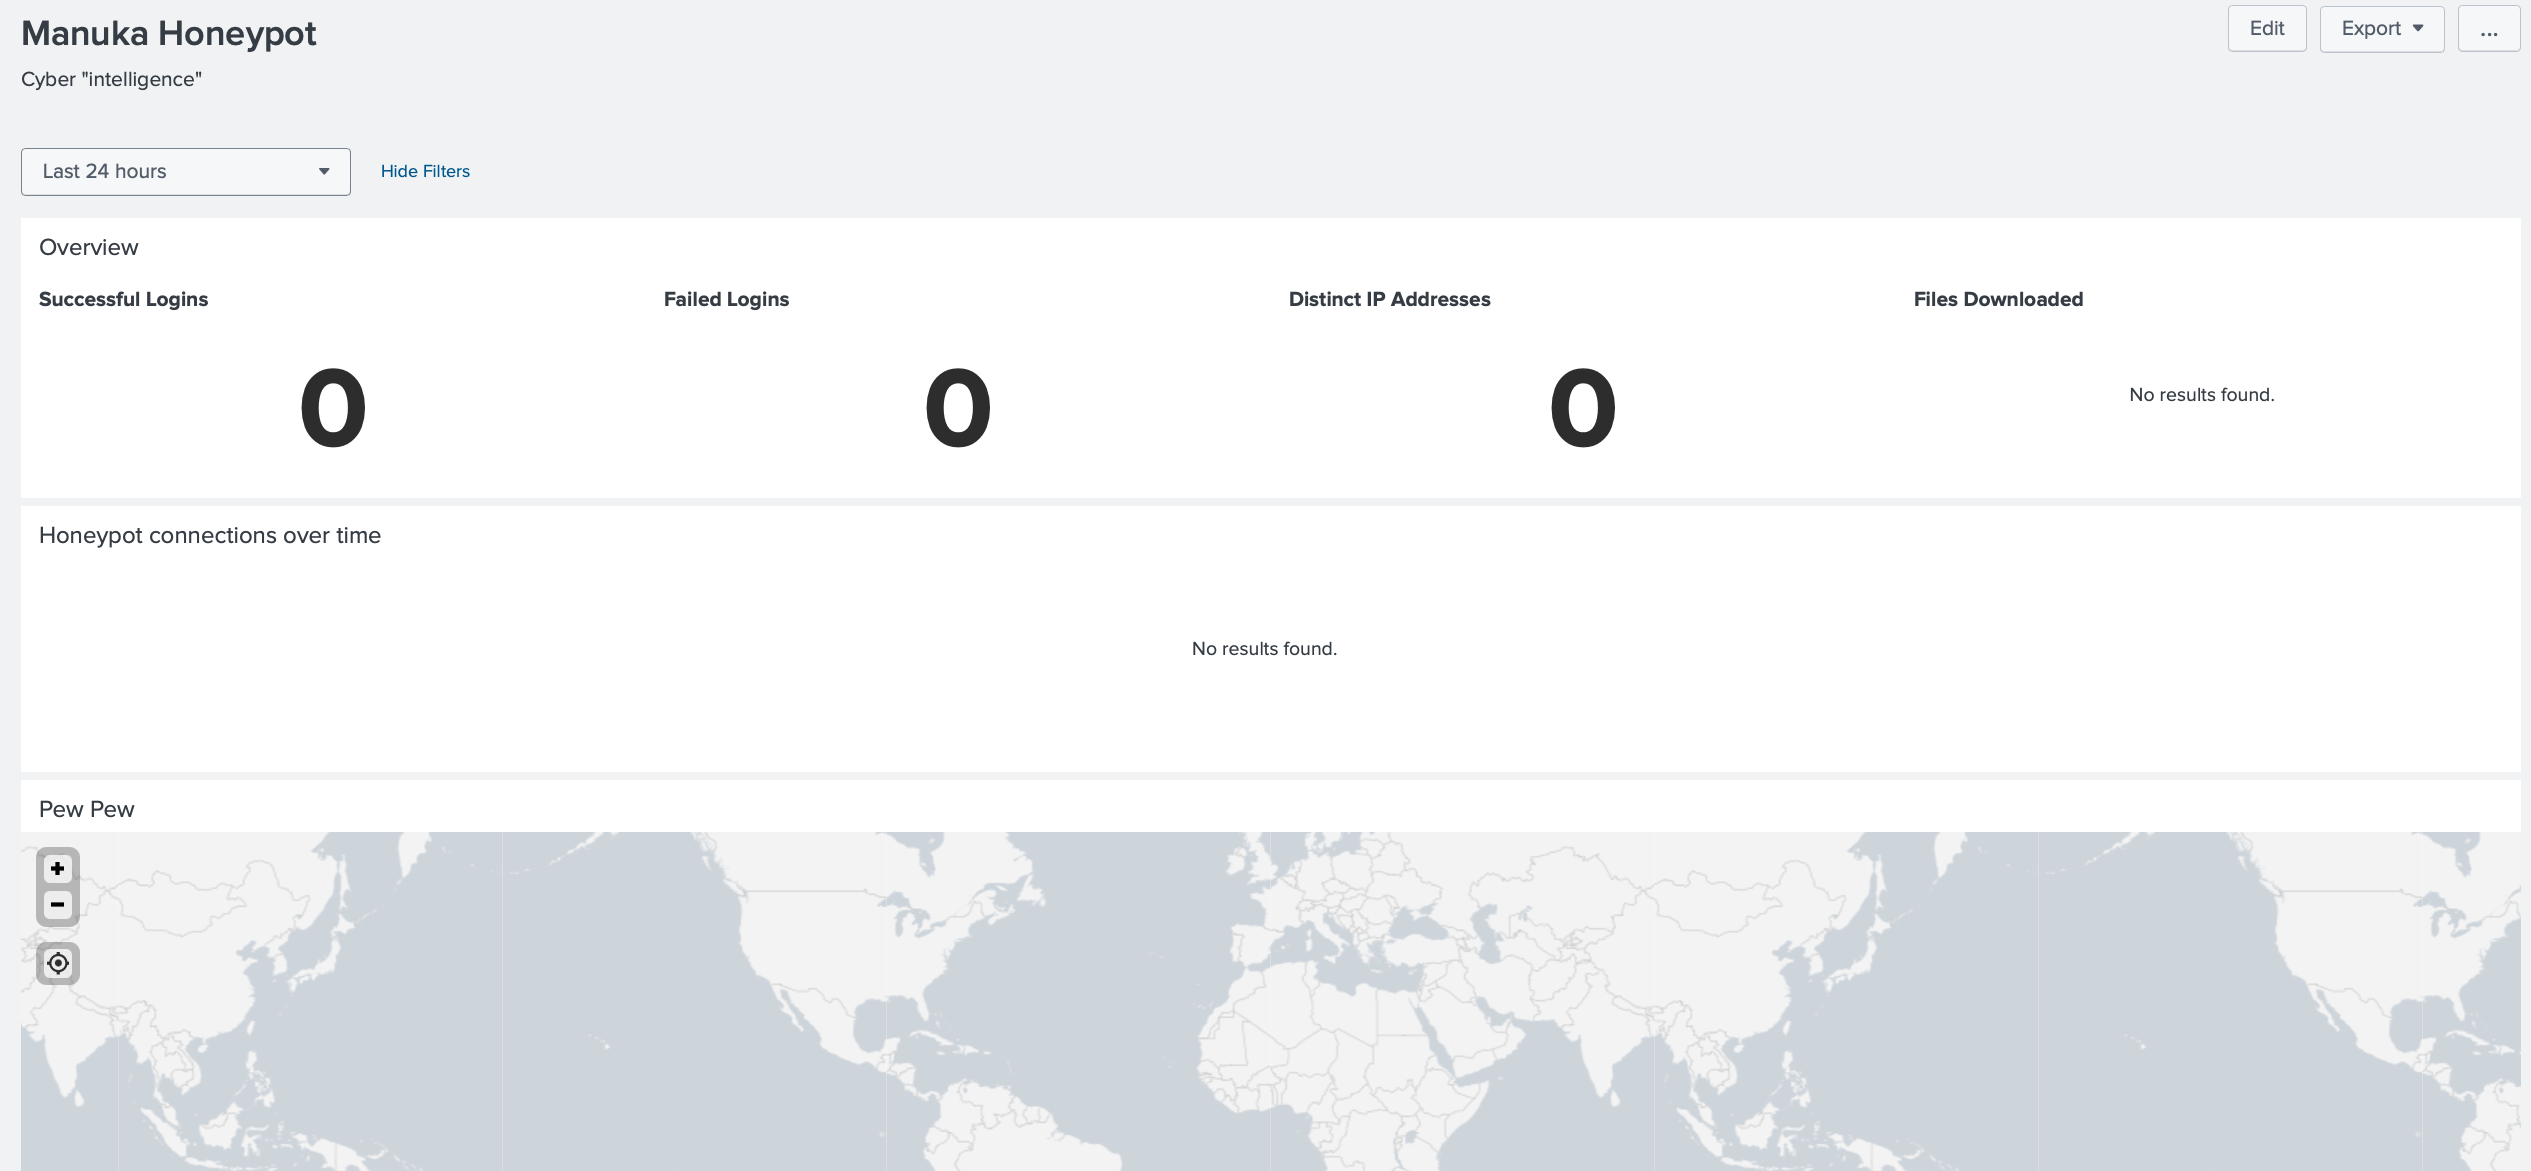 Manuka Honeypot
Edit
Export
...
Cyber "intelligence"
Last 24 hours
Hide Filters
Overview
Successful Logins
Failed Logins
Distinct IP Addresses
Files Downloaded
0
0
0
No results found.
Honeypot connections over time
No results found.
Pew Pew
+
−